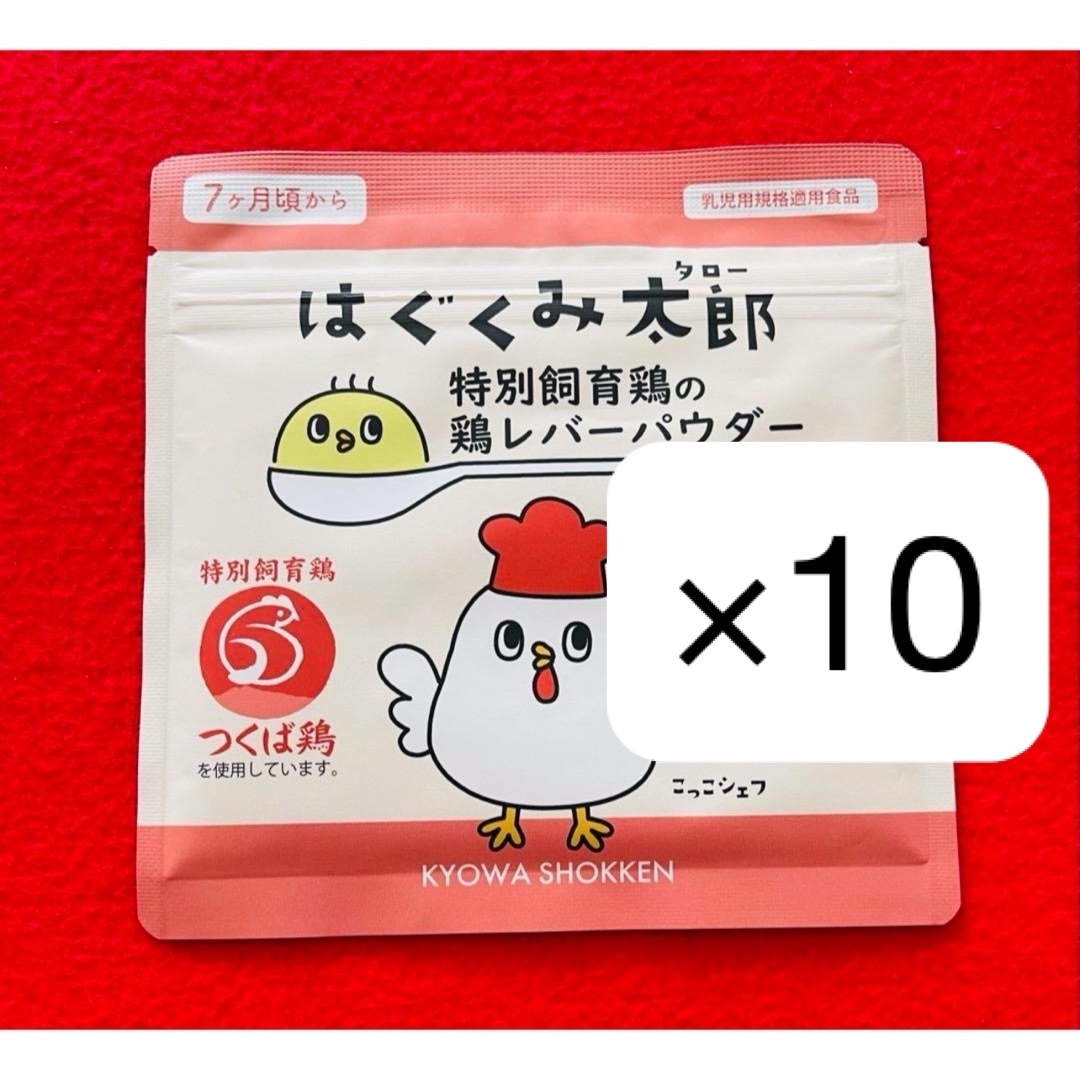 7ヶ月頃から
乳児用規格適用食品
タロー
はぐくみ太郎
特別飼育鶏の
鶏レバーパウダー
×10
特別飼育鶏
つくば鶏
を使用しています。
こっこシェフ
KYOWA SHOKKEN